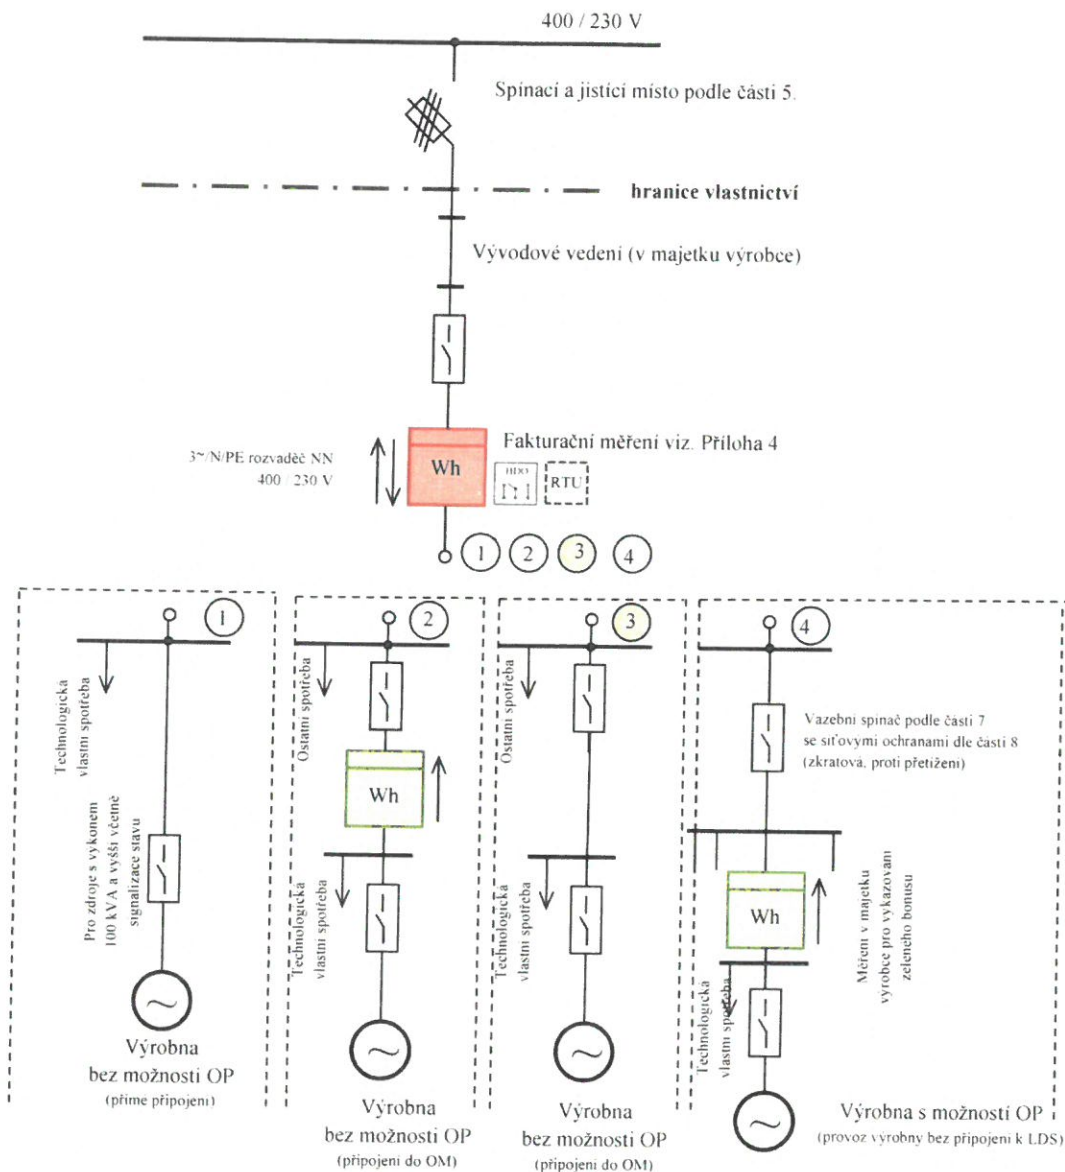 400 / 230 V
Spínací a jistící místo podle části 5.
hranice vlastnictví
Vývodové vedení (v majetku výrobce)
Fakturační měření viz. Příloha 4
3~/N/PE rozvaděč NN
400 / 230 V
Wh
HDO
RTU
1
2
3
4
1
Technologická
vlastní spotřeba
Pro zdroje s výkonem
100 kVA a vyšší včetně
signalizace stavu
Výrobna
bez možnosti OP
(přímé připojení)
2
Ostatní spotřeba
Wh
Technologická
vlastní spotřeba
Výrobna
bez možnosti OP
(připojení do OM)
3
Ostatní spotřeba
Technologická
vlastní spotřeba
Výrobna
bez možnosti OP
(připojení do OM)
4
Vazební spínač podle části 7
se síťovými ochranami dle části 8
(zkratová, proti přetížení)
Wh
Měření v majetku
výrobce pro vykazování
zeleného bonusu
Technologická
vlastní spotřeba
Výrobna s možností OP
(provoz výrobny bez připojení k LDS)